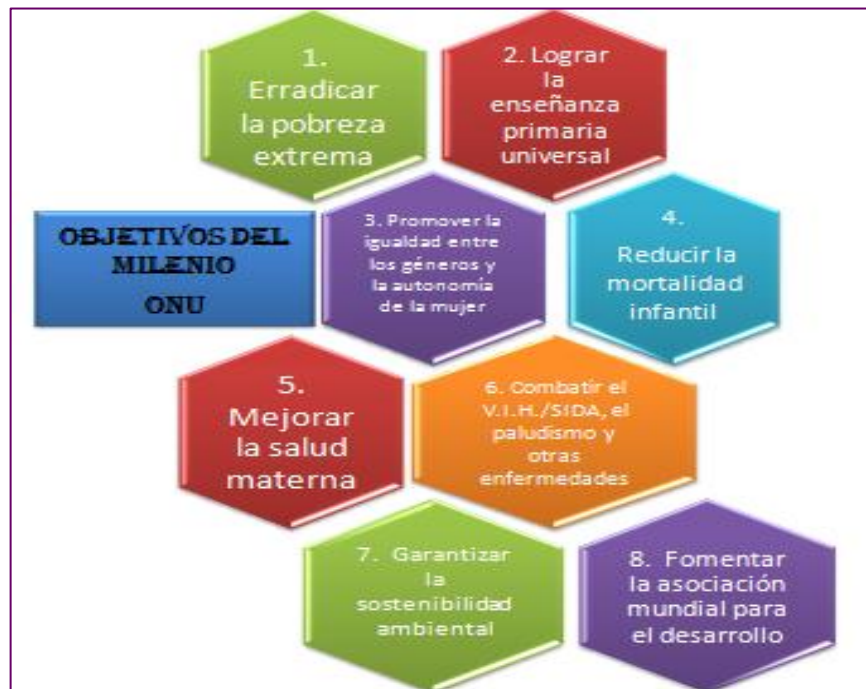 1.
Erradicar
la pobreza
extrema
2. Lograr
la
enseñanza
primaria
universal
OBJETIVOS DEL
MILENIO
ONU
3. Promover la
igualdad entre
los géneros y
la autonomía
de la mujer
4.
Reducir la
mortalidad
infantil
5.
Mejorar
la salud
materna
6. Combatir el
V.I.H./SIDA, el
paludismo y
otras
enfermedades
7. Garantizar
la
sostenibilidad
ambiental
8. Fomentar
la asociación
mundial para
el desarrollo